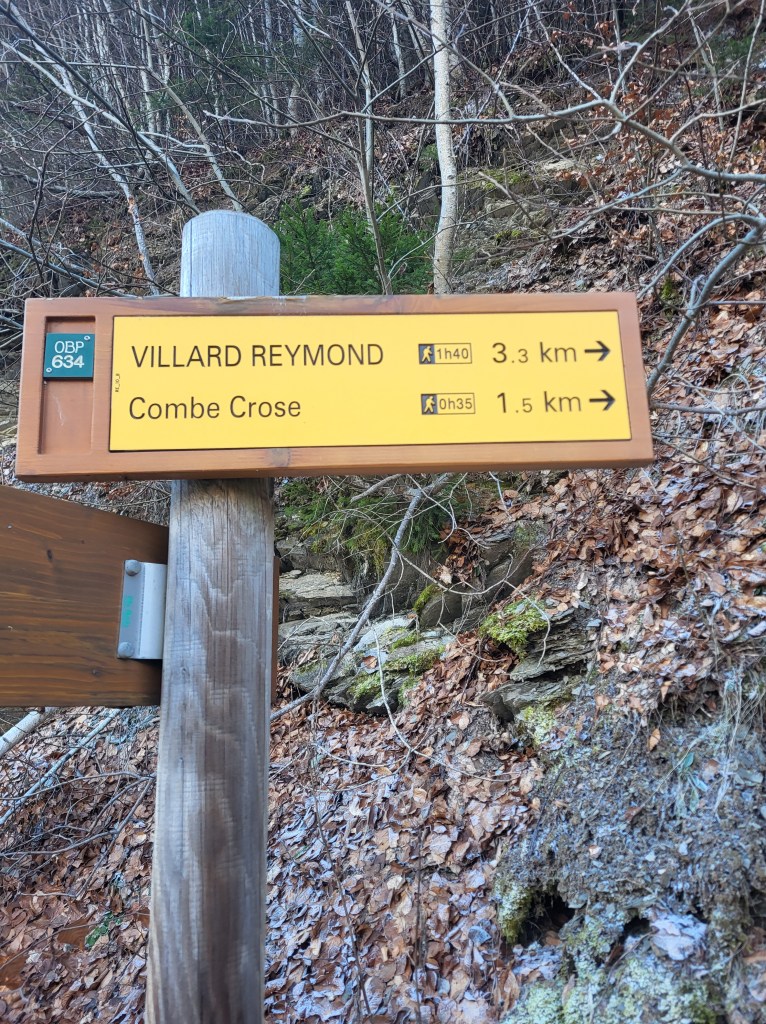 OBP
634
VILLARD REYMOND 1h40 3.3 km →
Combe Crose 0h35 1.5 km →